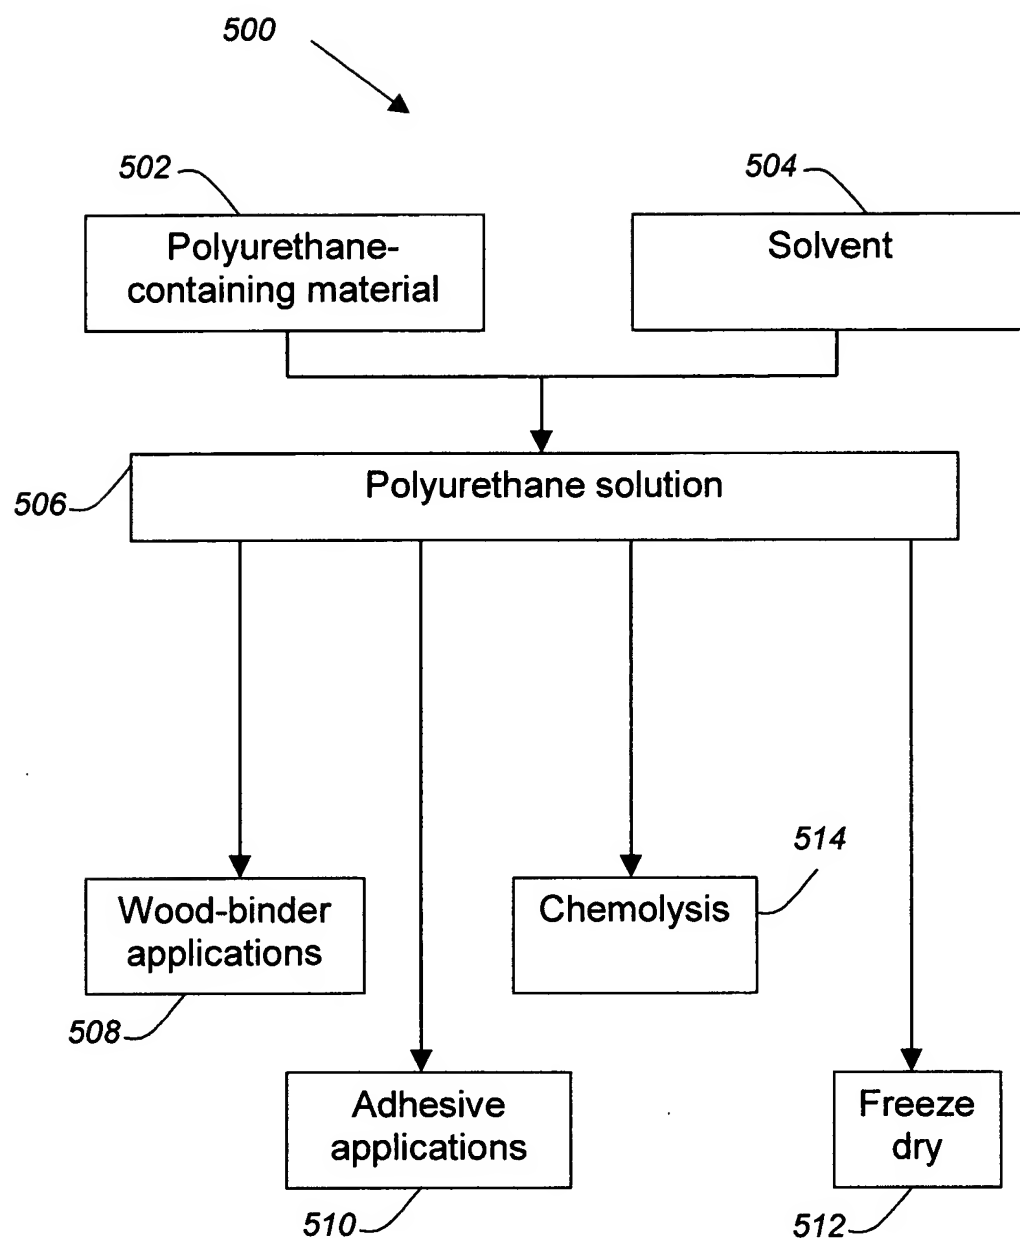 500
502
504
Polyurethane-
containing material
Solvent
506
Polyurethane solution
514
Wood-binder
applications
Chemolysis
508
Adhesive
applications
Freeze
dry
510
512